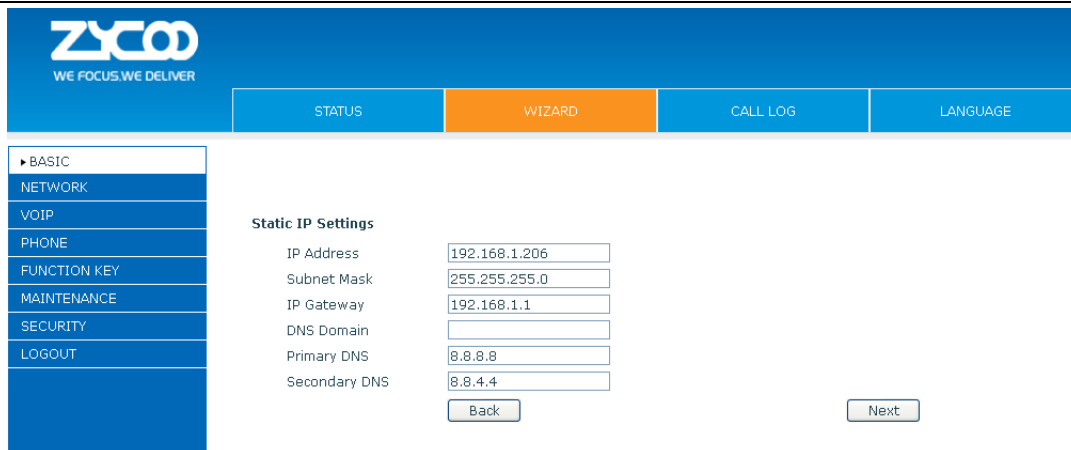 ZYCOO
WE FOCUS.WE DELIVER
STATUS WIZARD CALL LOG LANGUAGE
▸ BASIC
NETWORK
VOIP
PHONE
FUNCTION KEY
MAINTENANCE
SECURITY
LOGOUT
Static IP Settings
IP Address 192.168.1.206
Subnet Mask 255.255.255.0
IP Gateway 192.168.1.1
DNS Domain
Primary DNS 8.8.8.8
Secondary DNS 8.8.4.4
Back Next